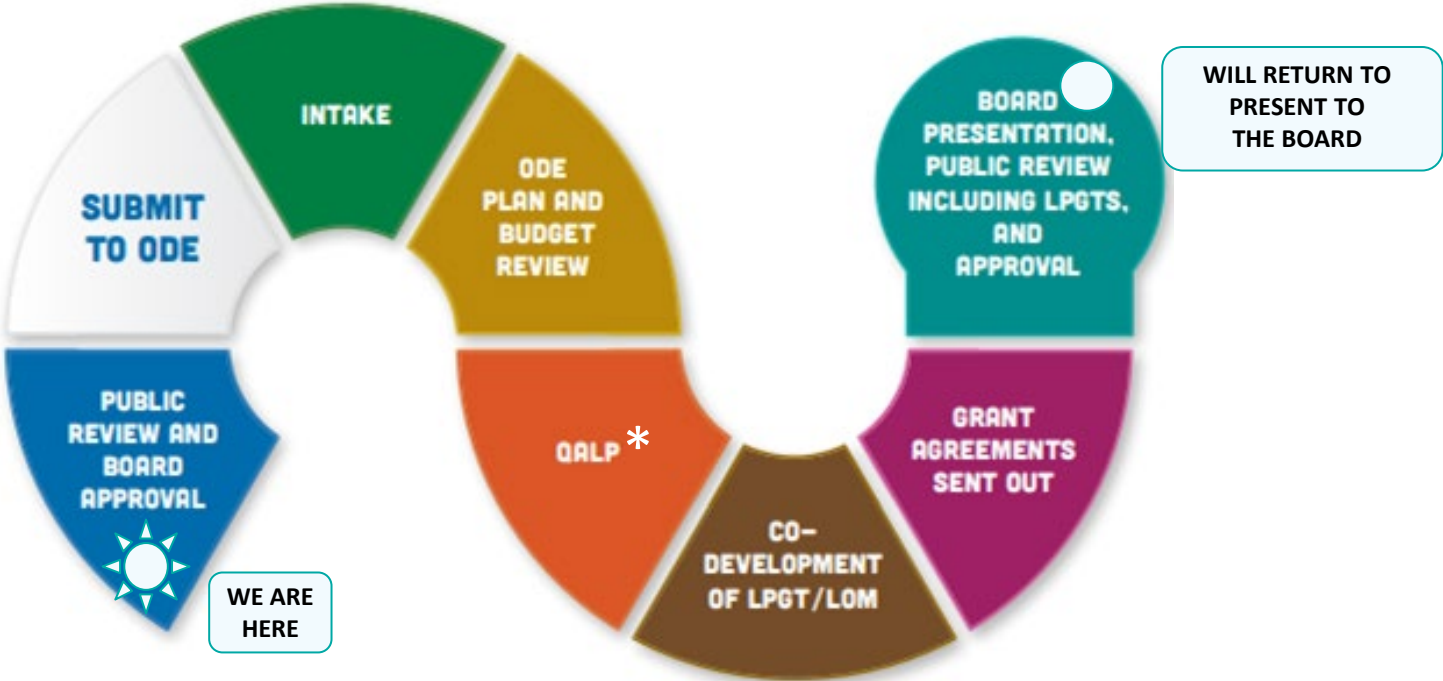 PUBLIC
REVIEW AND
BOARD
APPROVAL
WE ARE
HERE
SUBMIT
TO ODE
INTAKE
ODE
PLAN AND
BUDGET
REVIEW
QALP *
CO-
DEVELOPMENT
OF LPGT/LOM
GRANT
AGREEMENTS
SENT OUT
BOARD
PRESENTATION,
PUBLIC REVIEW
INCLUDING LPGTS,
AND
APPROVAL
WILL RETURN TO
PRESENT TO
THE BOARD